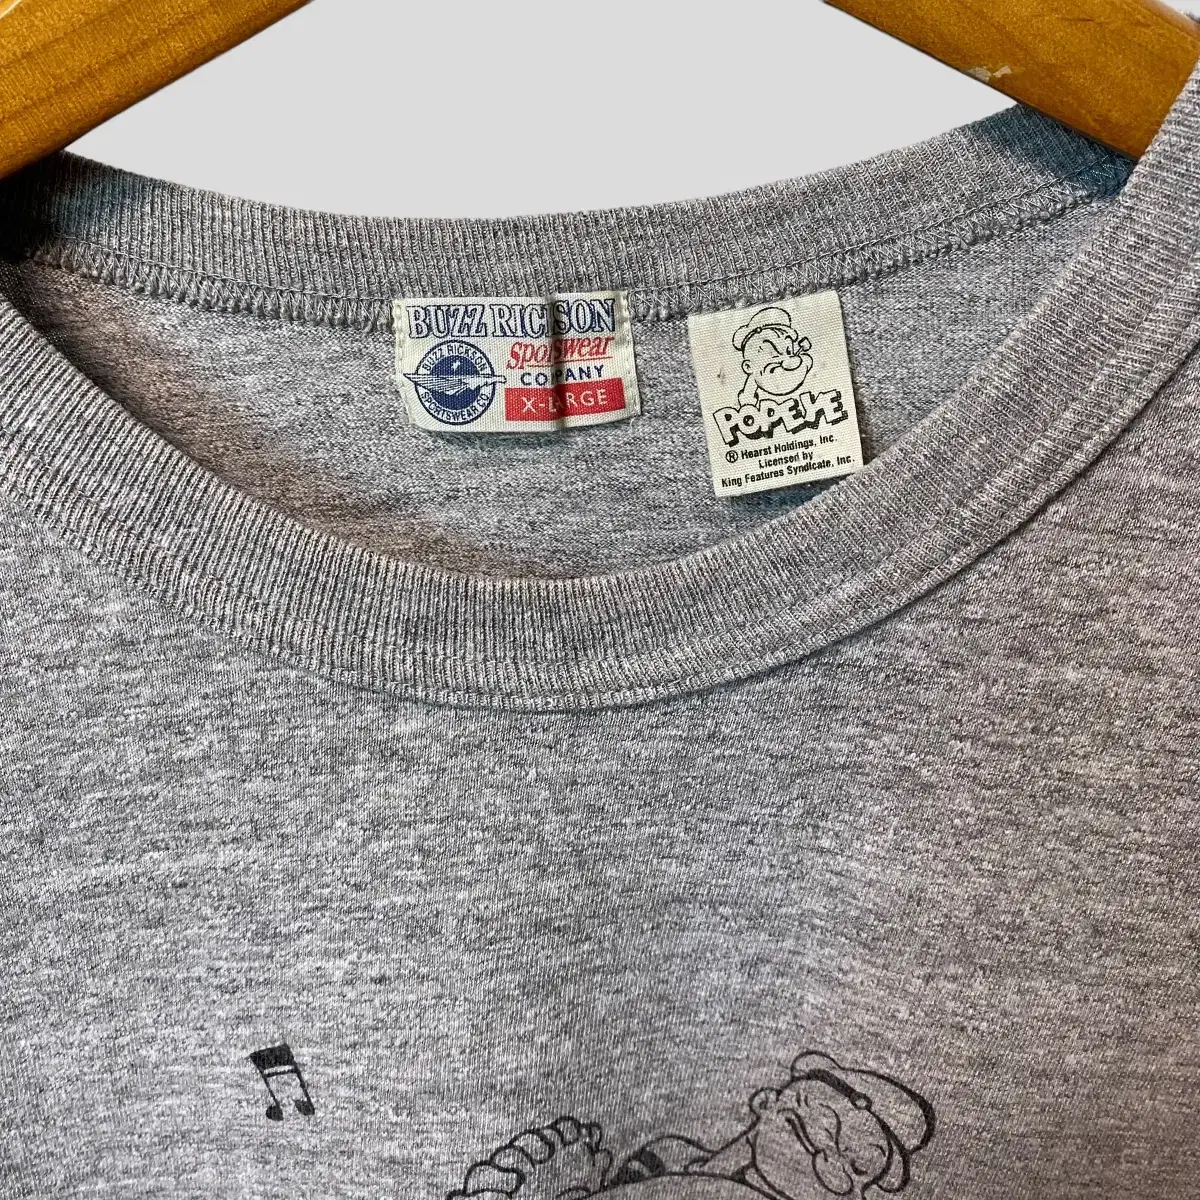 BUZZ RICKSON
Sportswear
COMPANY
X-LARGE
BUZZ RICKSON
SPORTSWEAR CO.
POPEYE
® Hearst Holdings, Inc.
Licensed by
King Features Syndicate, Inc.